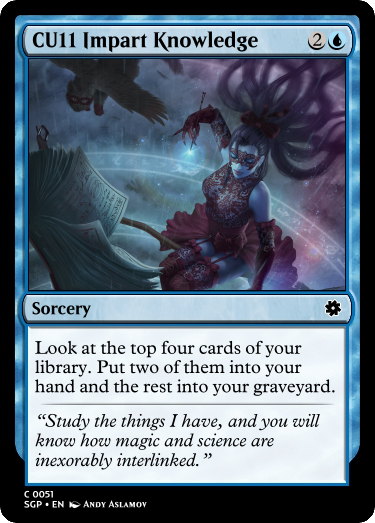 CU11 Impart Knowledge 2
Sorcery
Look at the top four cards of your
library. Put two of them into your
hand and the rest into your graveyard.
“Study the things I have, and you will
know how magic and science are
inexorably interlinked.”
C 0051
SGP • EN Andy Aslamov